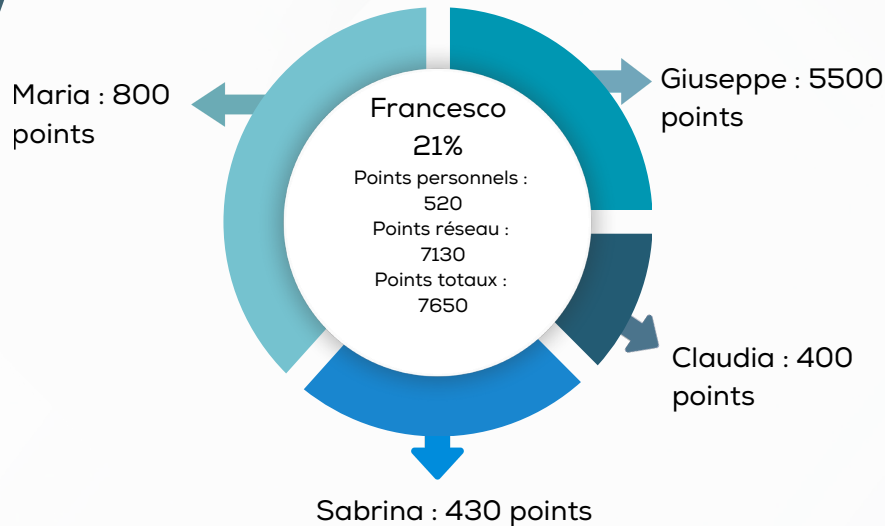 Maria : 800
points
Francesco
21%
Points personnels :
520
Points réseau :
7130
Points totaux :
7650
Giuseppe : 5500
points
Claudia : 400
points
Sabrina : 430 points